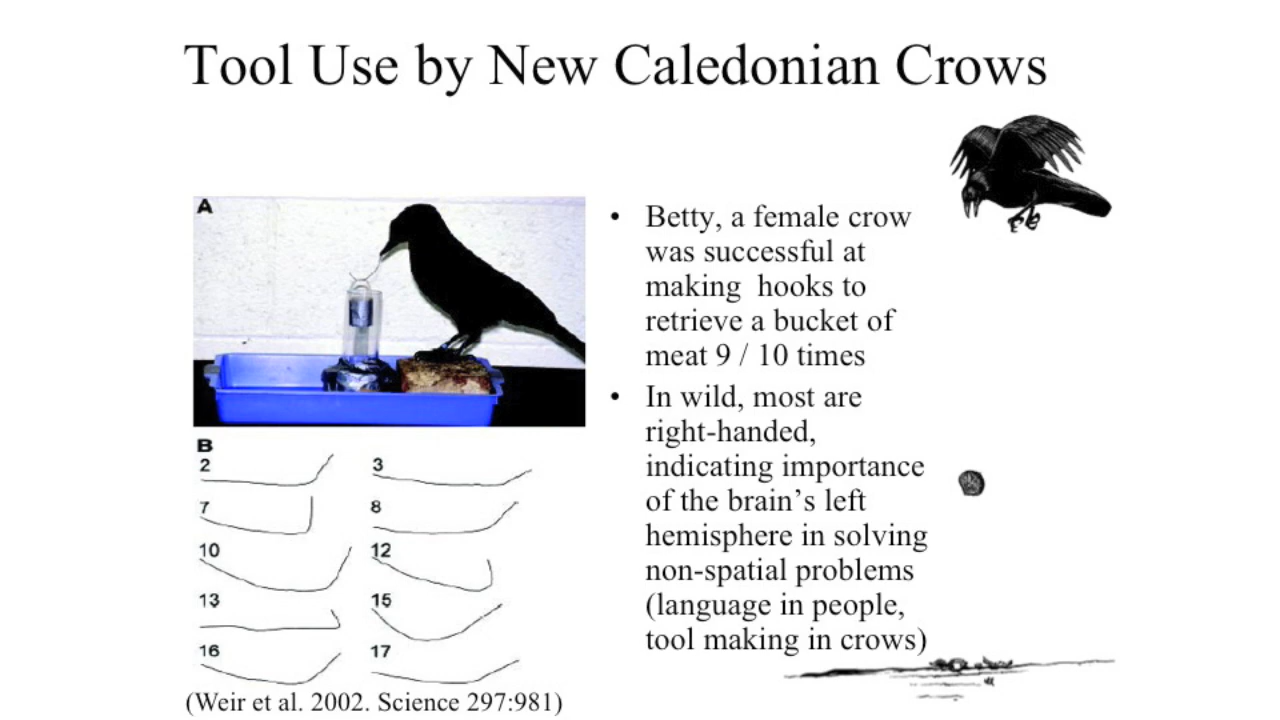 Tool Use by New Caledonian Crows
A
B
2
3
7
8
10
12
13
15
16
17
(Weir et al. 2002. Science 297:981)
• Betty, a female crow
was successful at
making  hooks to
retrieve a bucket of
meat 9 / 10 times
• In wild, most are
right-handed,
indicating importance
of the brain’s left
hemisphere in solving
non-spatial problems
(language in people,
tool making in crows)